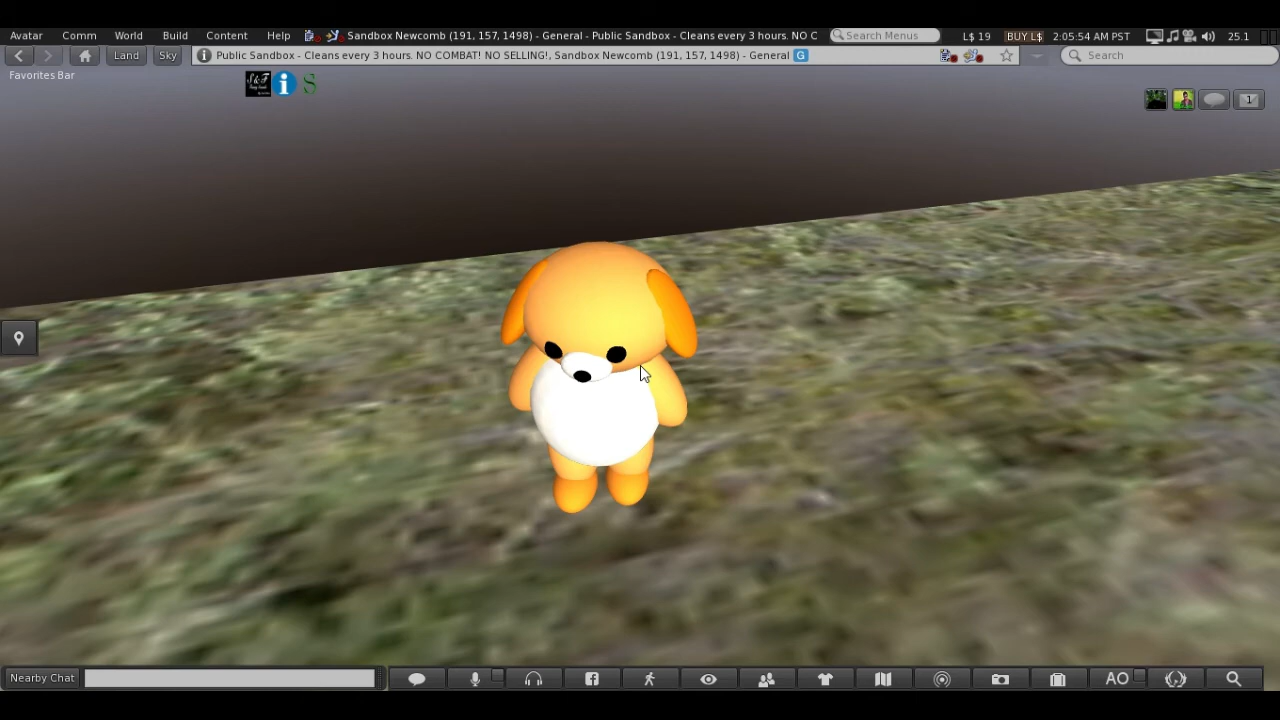 Avatar Comm World Build Content Help Sandbox Newcomb (191, 157, 1498) - General - Public Sandbox - Cleans every 3 hours. NO C Search Menus L$ 19 BUY L$ 2:05:54 AM PST 25.1
Land Sky Public Sandbox - Cleans every 3 hours. NO COMBAT! NO SELLING!, Sandbox Newcomb (191, 157, 1498) - General G Search
Favorites Bar
S&F S
1
Nearby Chat AO